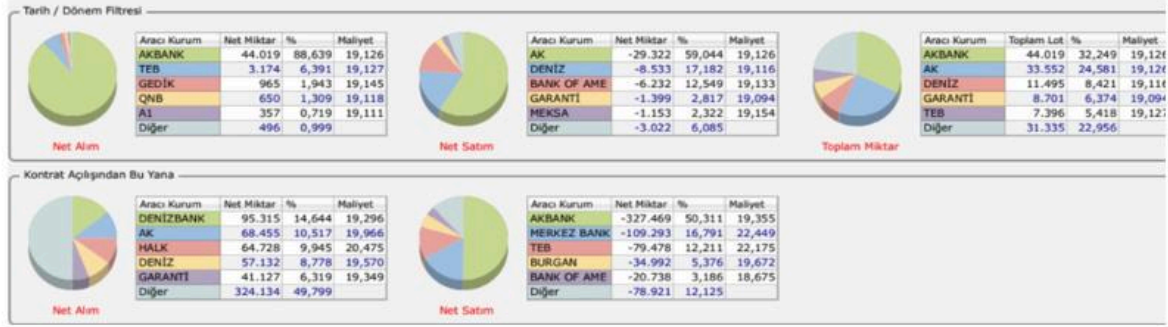 Tarih / Dönem Filtresi
Aracı Kurum Net Miktar % Maliyet
AKBANK 44.019 88,639 19,126
TEB 3.174 6,391 19,127
GEDİK 965 1,943 19,145
QNB 650 1,309 19,118
A1 357 0,719 19,111
Diğer 496 0,999
Net Alım
Aracı Kurum Net Miktar % Maliyet
AK -29.322 59,044 19,126
DENİZ -8.533 17,182 19,116
BANK OF AME -6.232 12,549 19,133
GARANTİ -1.399 2,817 19,094
MEKSA -1.153 2,322 19,154
Diğer -3.022 6,085
Net Satım
Aracı Kurum Toplam Lot % Maliyet
AKBANK 44.019 32,249 19,126
AK 33.552 24,581 19,126
DENİZ 11.495 8,421 19,116
GARANTİ 8.701 6,374 19,094
TEB 7.396 5,418 19,127
Diğer 31.335 22,956
Toplam Miktar
Kontrat Açılışından Bu Yana
Aracı Kurum Net Miktar % Maliyet
DENİZBANK 95.315 14,644 19,296
AK 68.455 10,517 19,966
HALK 64.728 9,945 20,475
DENİZ 57.132 8,778 19,570
GARANTİ 41.127 6,319 19,349
Diğer 324.134 49,799
Net Alım
Aracı Kurum Net Miktar % Maliyet
AKBANK -327.469 50,311 19,355
MERKEZ BANK -109.293 16,791 22,449
TEB -79.478 12,211 22,175
BURGAN -34.992 5,376 19,672
BANK OF AME -20.738 3,186 18,675
Diğer -78.921 12,125
Net Satım